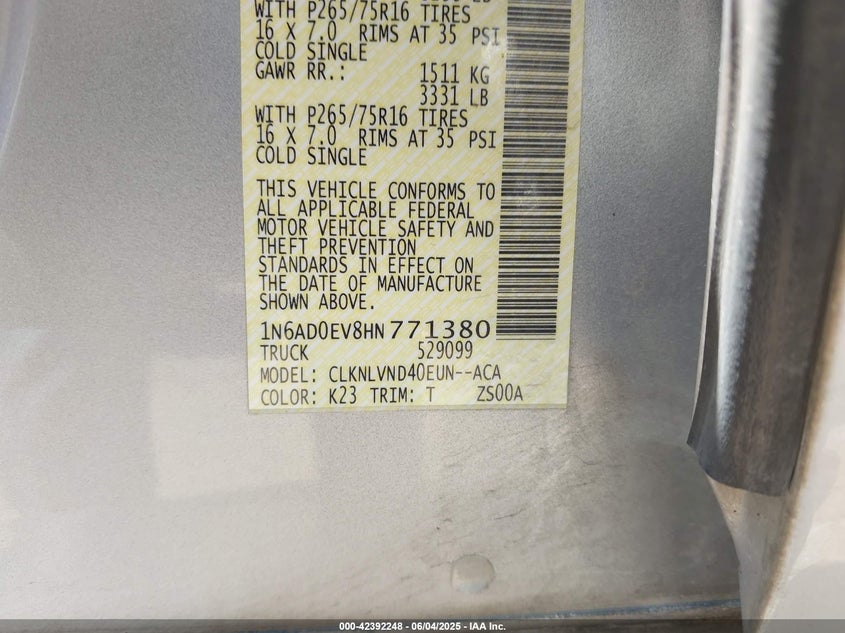 WITH P265/75R16 TIRES
16 X 7.0 RIMS AT 35 PSI
COLD SINGLE
GAWR RR.: 1511 KG
3331 LB
WITH P265/75R16 TIRES
16 X 7.0 RIMS AT 35 PSI
COLD SINGLE
THIS VEHICLE CONFORMS TO
ALL APPLICABLE FEDERAL
MOTOR VEHICLE SAFETY AND
THEFT PREVENTION
STANDARDS IN EFFECT ON
THE DATE OF MANUFACTURE
SHOWN ABOVE.
1N6AD0EV8HN771380
TRUCK 529099
MODEL: CLKNLVND40EUN--ACA
COLOR: K23 TRIM: T ZS00A
000-42392248 - 06/04/2025 - IAA Inc.